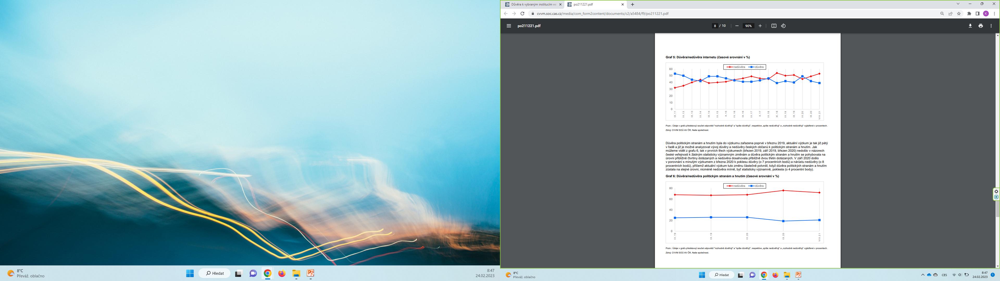 Důvěra k vybraným institucím ve
po211221.pdf
cvvm.soc.cas.cz/media/com_form2content/documents/c2/a5484/f9/po211221.pdf
K
po211221.pdf
8 / 10
90%
Graf 5: Důvěra/nedůvěra internetu (časové srovnání v %)
nedůvěra důvěra
60
50
40
30
20
10
0
IX.11 III.13 IX.13 III.14 IX.14 III.15 X.15 IV.16 IX.16 III.17 X.17 III.18 XI.18 III.19 IX.19 III.20 IX.20 VIII.21
Pozn.: Údaje v grafu představují součet odpovědí "rozhodně důvěřuji" a "spíše důvěřuji", respektive „spíše nedůvěřuji" a „rozhodně nedůvěřuji" vyjádřené v procentech.
Zdroj: CVVM SOÚ AV ČR, Naše společnost.
Důvěra politickým stranám a hnutím byla do výzkumu zařazena poprvé v březnu 2019, aktuální výzkum je tak již pátý
v řadě a již je možné analyzovat vývoj důvěry a nedůvěry českých občanů k politickým stranám a hnutím. Jak
můžeme vidět z grafu 6, tak v prvních třech výzkumech (březen 2019, září 2019, březen 2020) nedošlo v názorech
české veřejnosti k žádným statisticky významným změnám a důvěra politickým stranám a hnutím se pohybovala na
úrovni přibližně čtvrtiny dotázaných a nedůvěra dosahovala přibližně dvou třetin dotázaných. V září 2020 došlo
v porovnání s minulým výzkumem z března 2020 k poklesu důvěry (o 7 procentních bodů) a nárůstu nedůvěry (o 8
procentních bodů), přičemž aktuální výzkum tuto změnu částečně potvrdil, když důvěra politických stranám a hnutím
zůstala na stejné úrovni, nicméně nedůvěra mírně, byť statisticky významně, poklesla (o 4 procentní body).
Graf 6: Důvěra/nedůvěra politickým stranám a hnutím (časové srovnání v %)
nedůvěra důvěra
80
60
40
20
0
III.19 IX.19 III.20 IX.20 VIII.21
Pozn.: Údaje v grafu představují součet odpovědí "rozhodně důvěřuji" a "spíše důvěřuji", respektive „spíše nedůvěřuji" a „rozhodně nedůvěřuji" vyjádřené v procentech.
Zdroj: CVVM SOÚ AV ČR, Naše společnost.
8°C
Převáž. oblačno
Hledat
8:47
24.02.2023
8°C
Převáž. oblačno
Hledat
CES
8:47
24.02.2023
1